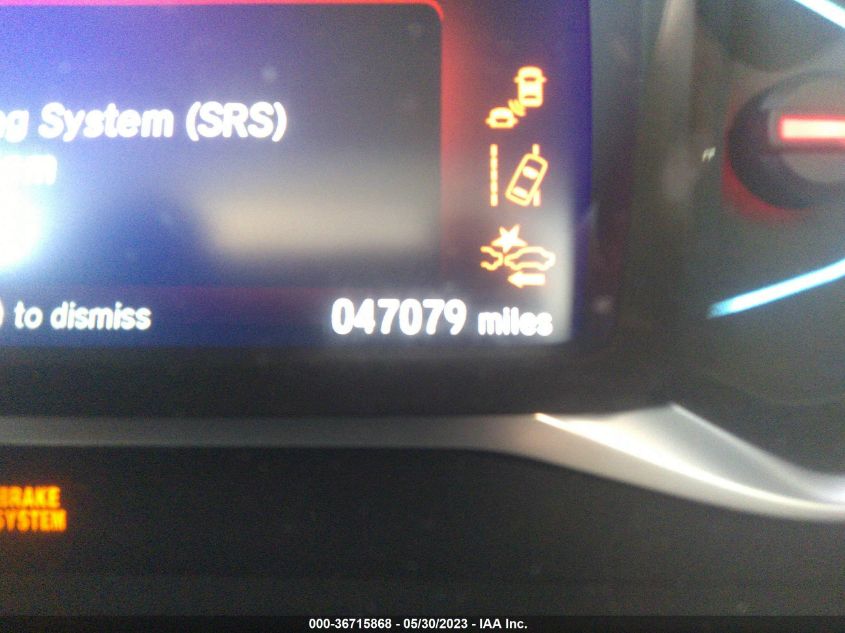 System (SRS)
to dismiss
047079 miles
BRAKE
SYSTEM
000-36715868 - 05/30/2023 - IAA Inc.